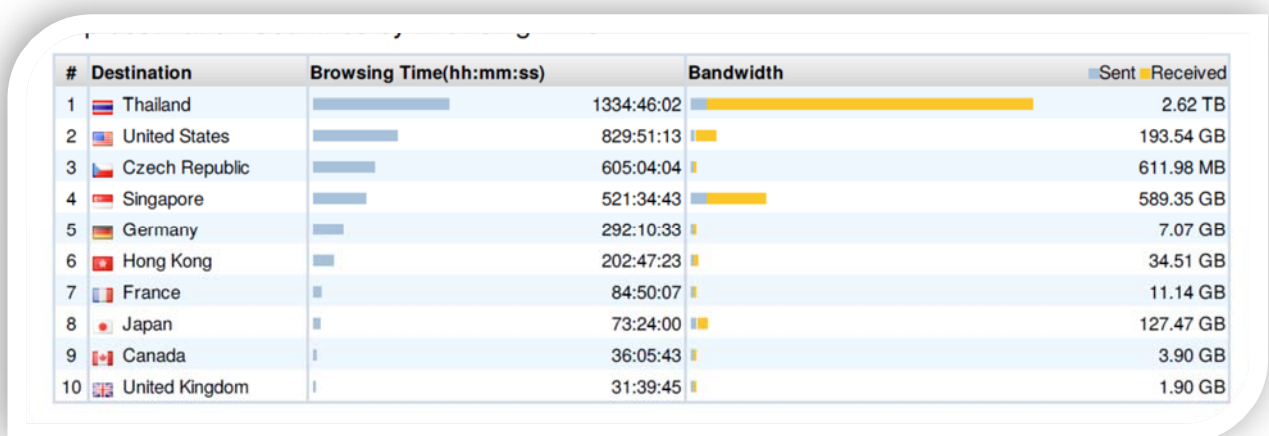 # Destination Browsing Time(hh:mm:ss) Bandwidth Sent Received
1 Thailand 1334:46:02 2.62 TB
2 United States 829:51:13 193.54 GB
3 Czech Republic 605:04:04 611.98 MB
4 Singapore 521:34:43 589.35 GB
5 Germany 292:10:33 7.07 GB
6 Hong Kong 202:47:23 34.51 GB
7 France 84:50:07 11.14 GB
8 Japan 73:24:00 127.47 GB
9 Canada 36:05:43 3.90 GB
10 United Kingdom 31:39:45 1.90 GB